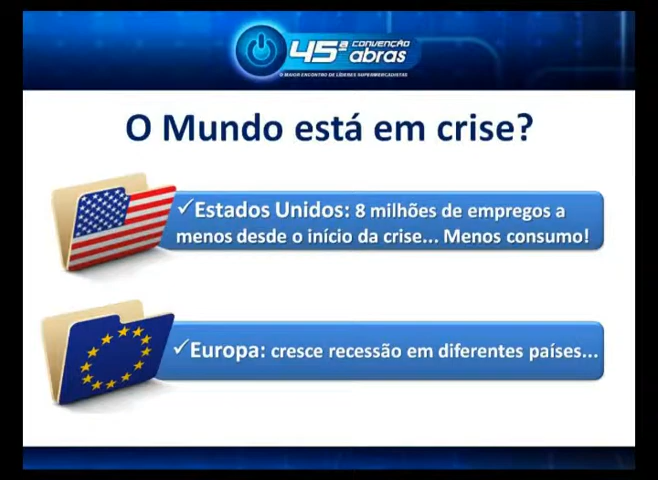 45ª CONVENÇÃO
abras
O MAIOR ENCONTRO DE LÍDERES SUPERMERCADISTAS
O Mundo está em crise?
✓Estados Unidos: 8 milhões de empregos a
menos desde o início da crise... Menos consumo!
✓Europa: cresce recessão em diferentes países...